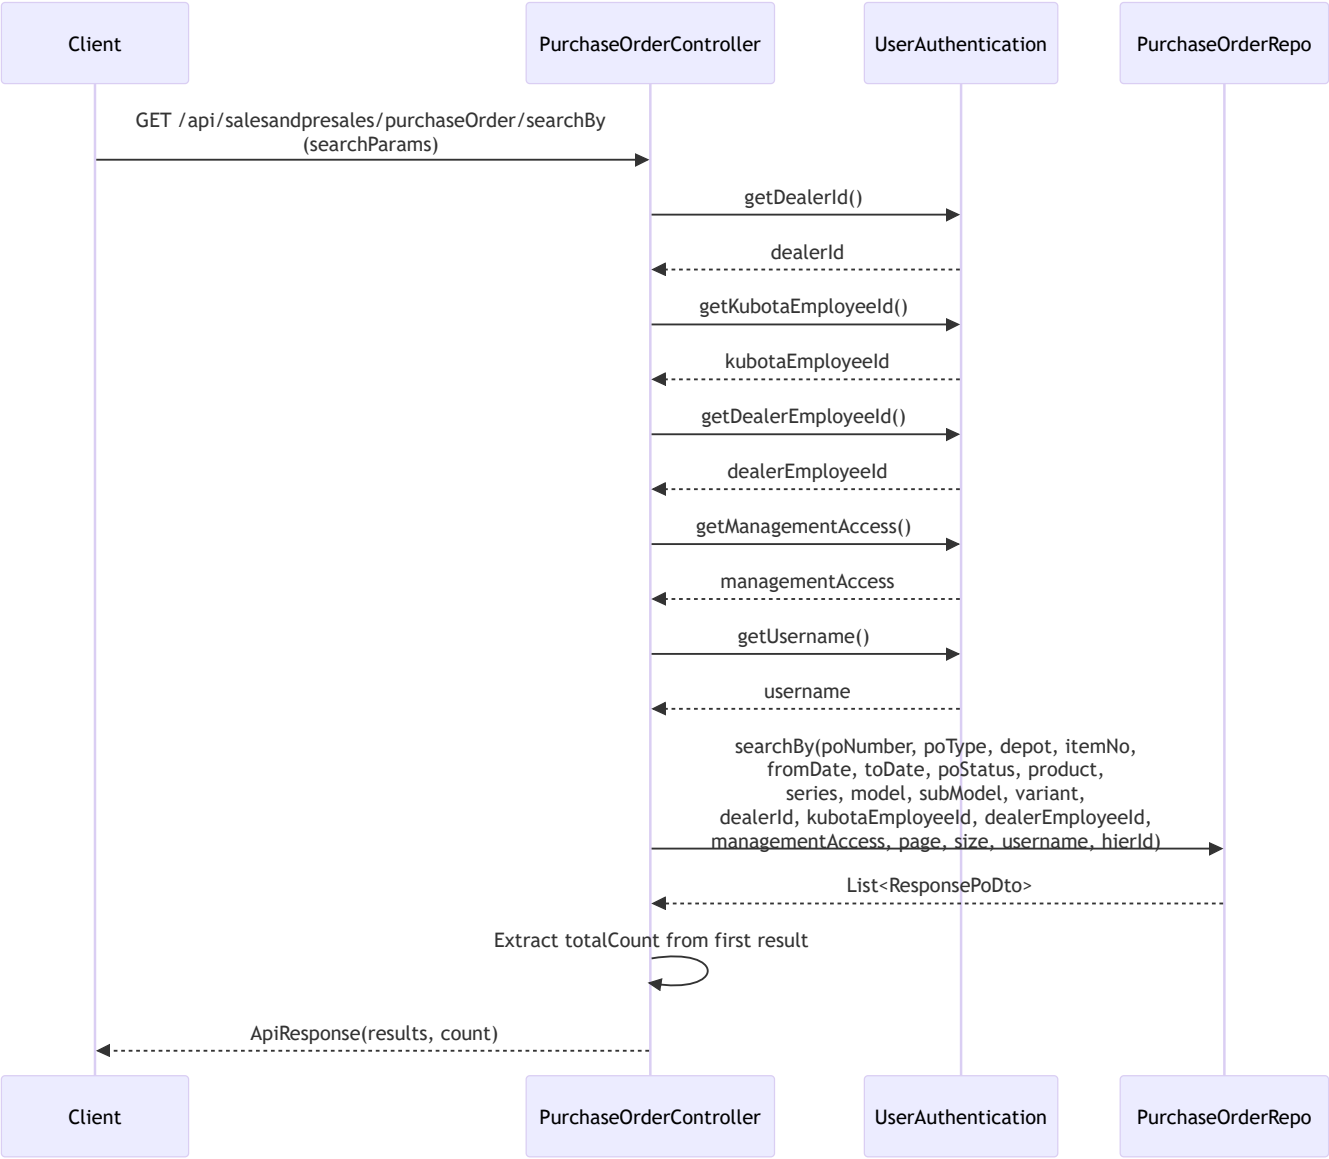 Client
PurchaseOrderController
UserAuthentication
PurchaseOrderRepo
GET /api/salesandpresales/purchaseOrder/searchBy
(searchParams)
getDealerId()
dealerId
getKubotaEmployeeId()
kubotaEmployeeId
getDealerEmployeeId()
dealerEmployeeId
getManagementAccess()
managementAccess
getUsername()
username
searchBy(poNumber, poType, depot, itemNo,
fromDate, toDate, poStatus, product,
series, model, subModel, variant,
dealerId, kubotaEmployeeId, dealerEmployeeId,
managementAccess, page, size, username, hierId)
List<ResponsePoDto>
Extract totalCount from first result
ApiResponse(results, count)
Client
PurchaseOrderController
UserAuthentication
PurchaseOrderRepo